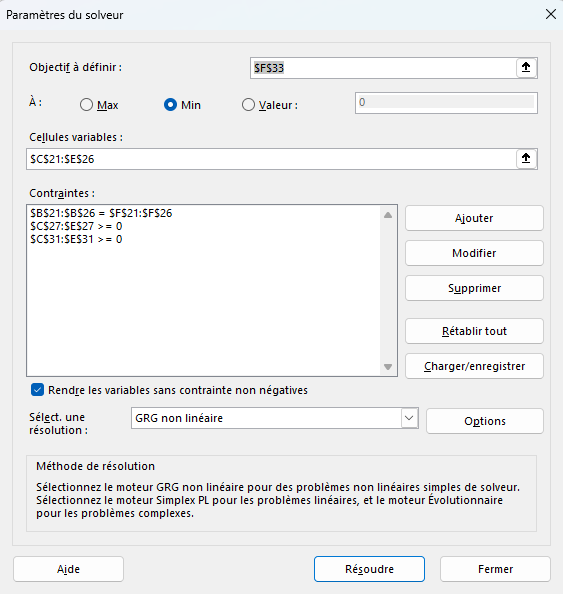 Paramètres du solveur
Objectif à définir :
$F$33
À :
Max
Min
Valeur :
0
Cellules variables :
$C$21:$E$26
Contraintes :
$B$21:$B$26 = $F$21:$F$26
$C$27:$E$27 >= 0
$C$31:$E$31 >= 0
Ajouter
Modifier
Supprimer
Rétablir tout
Charger/enregistrer
Rendre les variables sans contrainte non négatives
Sélect. une
résolution :
GRG non linéaire
Options
Méthode de résolution
Sélectionnez le moteur GRG non linéaire pour des problèmes non linéaires simples de solveur.
Sélectionnez le moteur Simplex PL pour les problèmes linéaires, et le moteur Évolutionnaire
pour les problèmes complexes.
Aide
Résoudre
Fermer